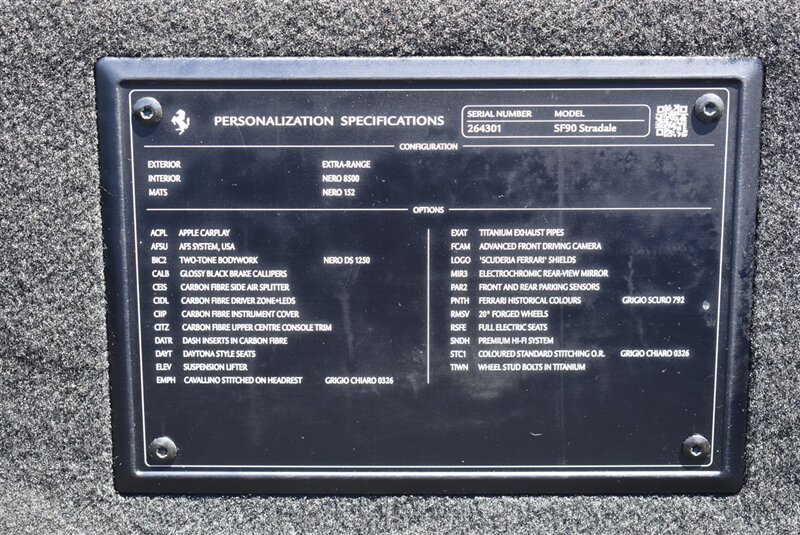 PERSONALIZATION SPECIFICATIONS
SERIAL NUMBER MODEL
264301 SF90 Stradale
CONFIGURATION
EXTERIOR EXTRA-RANGE
INTERIOR NERO 8500
MATS NERO 152
OPTIONS
ACPL APPLE CARPLAY
AFSU AFS SYSTEM, USA
BIC2 TWO-TONE BODYWORK NERO DS 1250
CALB GLOSSY BLACK BRAKE CALLIPERS
CEIS CARBON FIBRE SIDE AIR SPLITTER
CIDL CARBON FIBRE DRIVER ZONE+LEDS
CIIP CARBON FIBRE INSTRUMENT COVER
CITZ CARBON FIBRE UPPER CENTRE CONSOLE TRIM
DATR DASH INSERTS IN CARBON FIBRE
DAYT DAYTONA STYLE SEATS
ELEV SUSPENSION LIFTER
EMPH CAVALLINO STITCHED ON HEADREST GRIGIO CHIARO 0326
EXAT TITANIUM EXHAUST PIPES
FCAM ADVANCED FRONT DRIVING CAMERA
LOGO "SCUDERIA FERRARI" SHIELDS
MIR3 ELECTROCHROMIC REAR-VIEW MIRROR
PAR2 FRONT AND REAR PARKING SENSORS
PNTH FERRARI HISTORICAL COLOURS GRIGIO SCURO 792
RMSV 20" FORGED WHEELS
RSFE FULL ELECTRIC SEATS
SNDH PREMIUM HI-FI SYSTEM
STC1 COLOURED STANDARD STITCHING O.R. GRIGIO CHIARO 0326
TIWN WHEEL STUD BOLTS IN TITANIUM